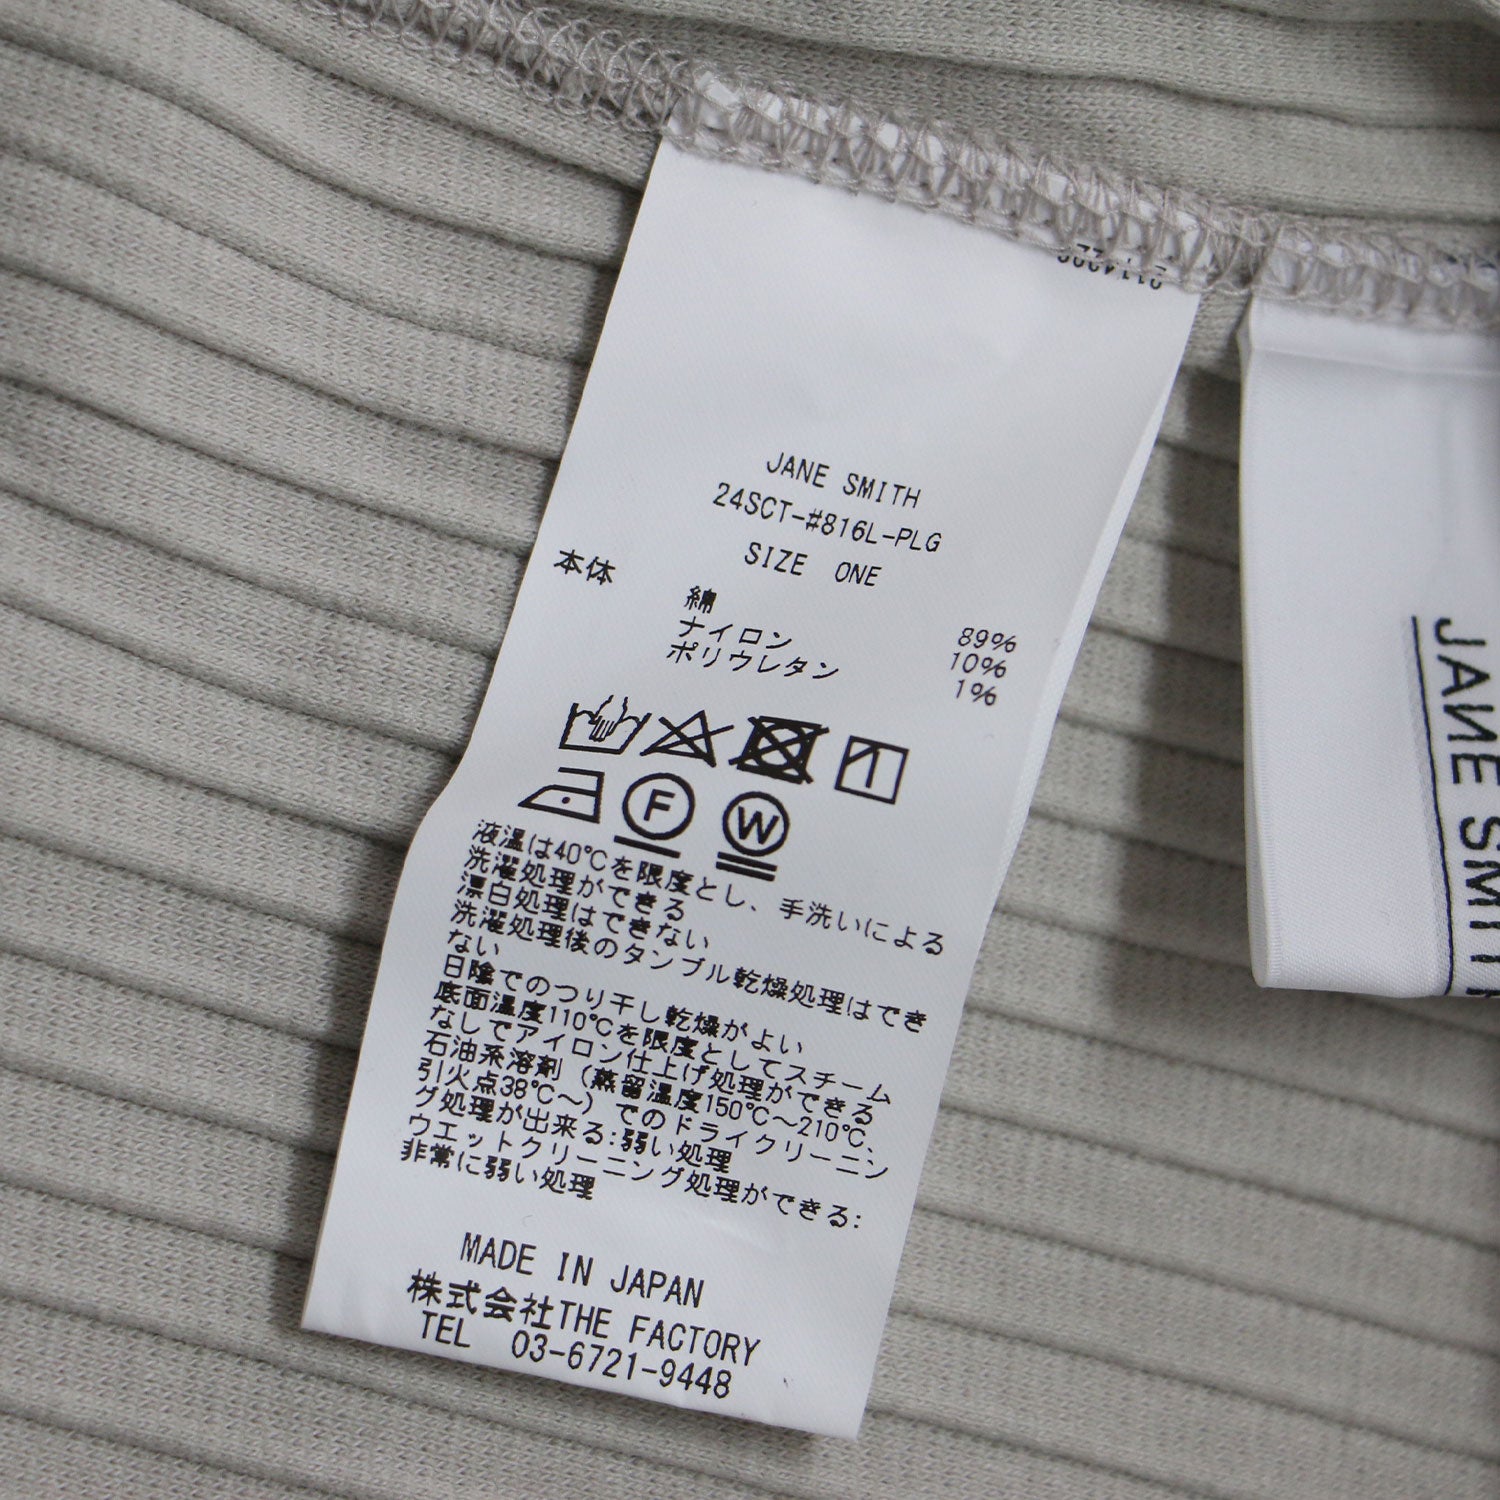 JANE SMITH
24SCT-#816L-PLG
SIZE ONE
本体
綿 89%
ナイロン 10%
ポリウレタン 1%
F
W
液温は40℃を限度とし、手洗いによる
洗濯処理ができる
漂白処理はできない
洗濯処理後のタンブル乾燥処理はでき
ない
日陰でのつり干し乾燥がよい
底面温度110℃を限度としてスチーム
なしでアイロン仕上げ処理ができる
石油系溶剤（蒸留温度150℃～210℃、
引火点38℃～）でのドライクリーニン
グ処理が出来る:弱い処理
ウエットクリーニング処理ができる:
非常に弱い処理
MADE IN JAPAN
株式会社THE FACTORY
TEL 03-6721-9448
JANE SMITH